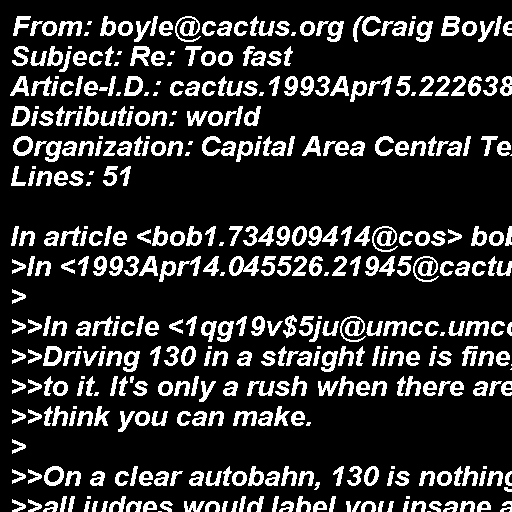 From: boyle@cactus.org (Craig Boyle
Subject: Re: Too fast
Article-I.D.: cactus.1993Apr15.222638
Distribution: world
Organization: Capital Area Central Te
Lines: 51

In article <bob1.734909414@cos> bob
>In <1993Apr14.045526.21945@cactu
>
>>In article <1qg19v$5ju@umcc.umcc
>>Driving 130 in a straight line is fine,
>>to it. It's only a rush when there are
>>think you can make.
>
>>On a clear autobahn, 130 is nothing
>>all judges would label you insane a